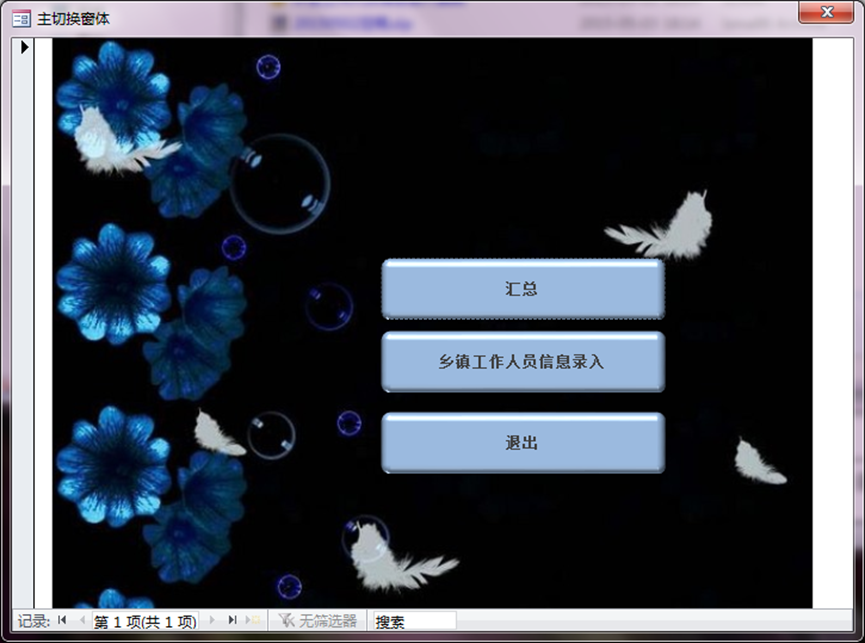 主切换窗体
汇总
乡镇工作人员信息录入
退出
记录: 第 1 项(共 1 项) 无筛选器 搜索